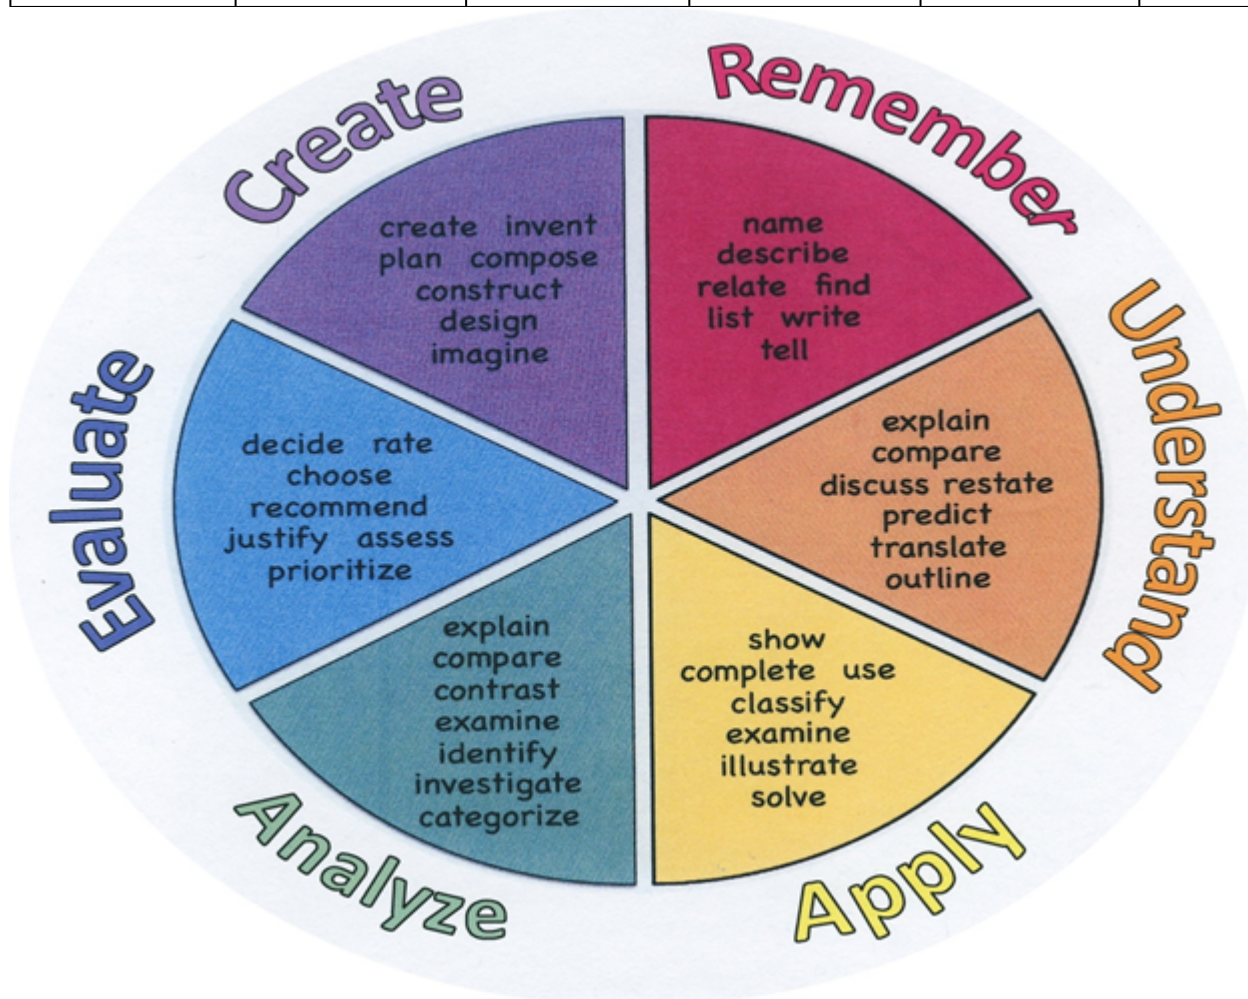 Remember
name
describe
relate find
list write
tell
Understand
explain
compare
discuss restate
predict
translate
outline
Apply
show
complete use
classify
examine
illustrate
solve
Analyze
explain
compare
contrast
examine
identify
investigate
categorize
Evaluate
decide rate
choose
recommend
justify assess
prioritize
Create
create invent
plan compose
construct
design
imagine